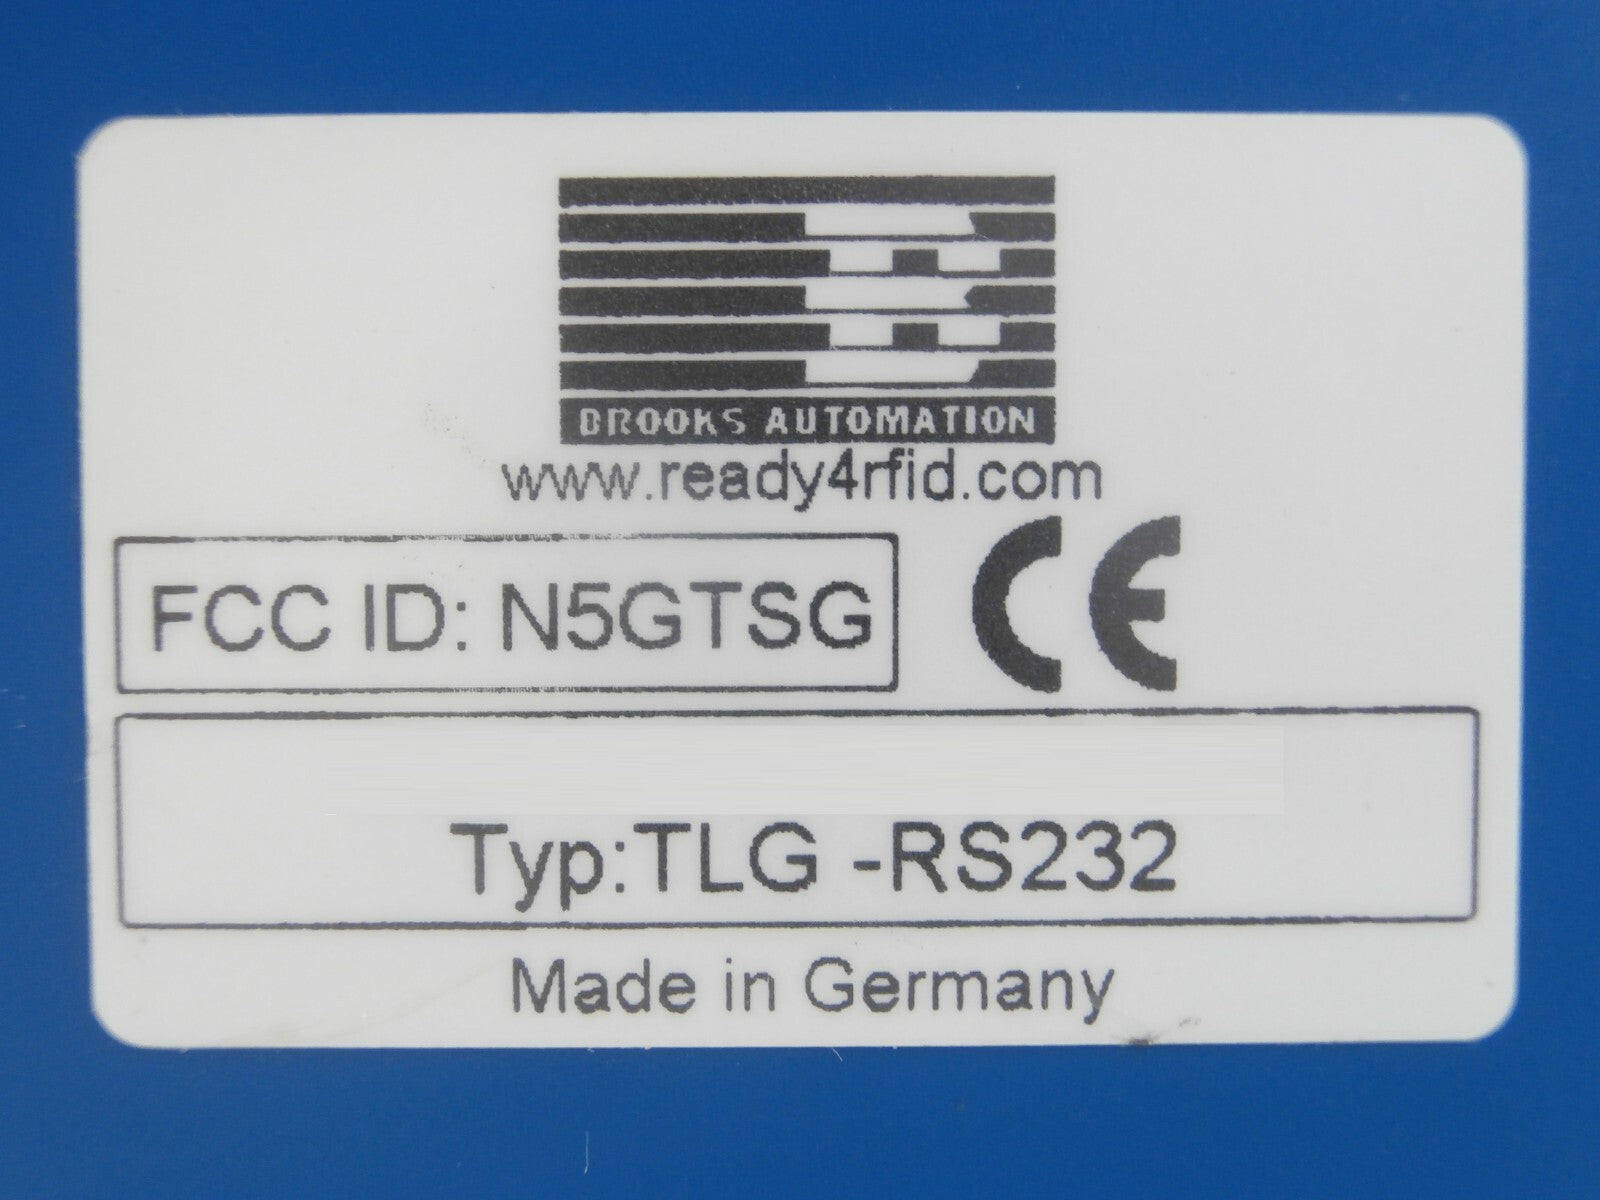 BROOKS AUTOMATION
www.ready4rfid.com
FCC ID: N5GTSG CE
Typ:TLG -RS232
Made in Germany